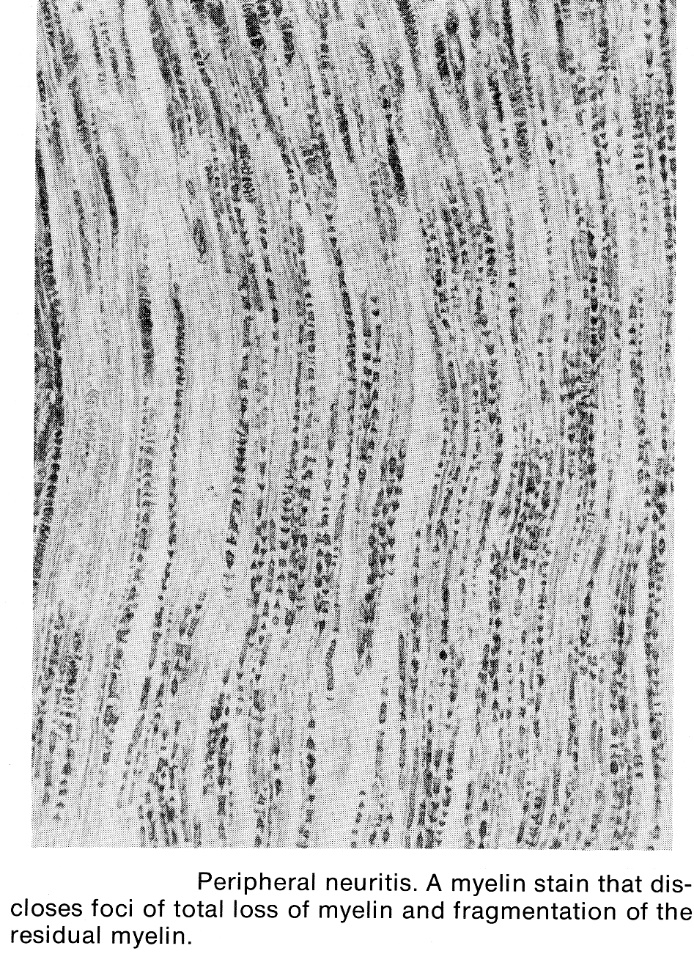 Peripheral neuritis. A myelin stain that dis-
closes foci of total loss of myelin and fragmentation of the
residual myelin.